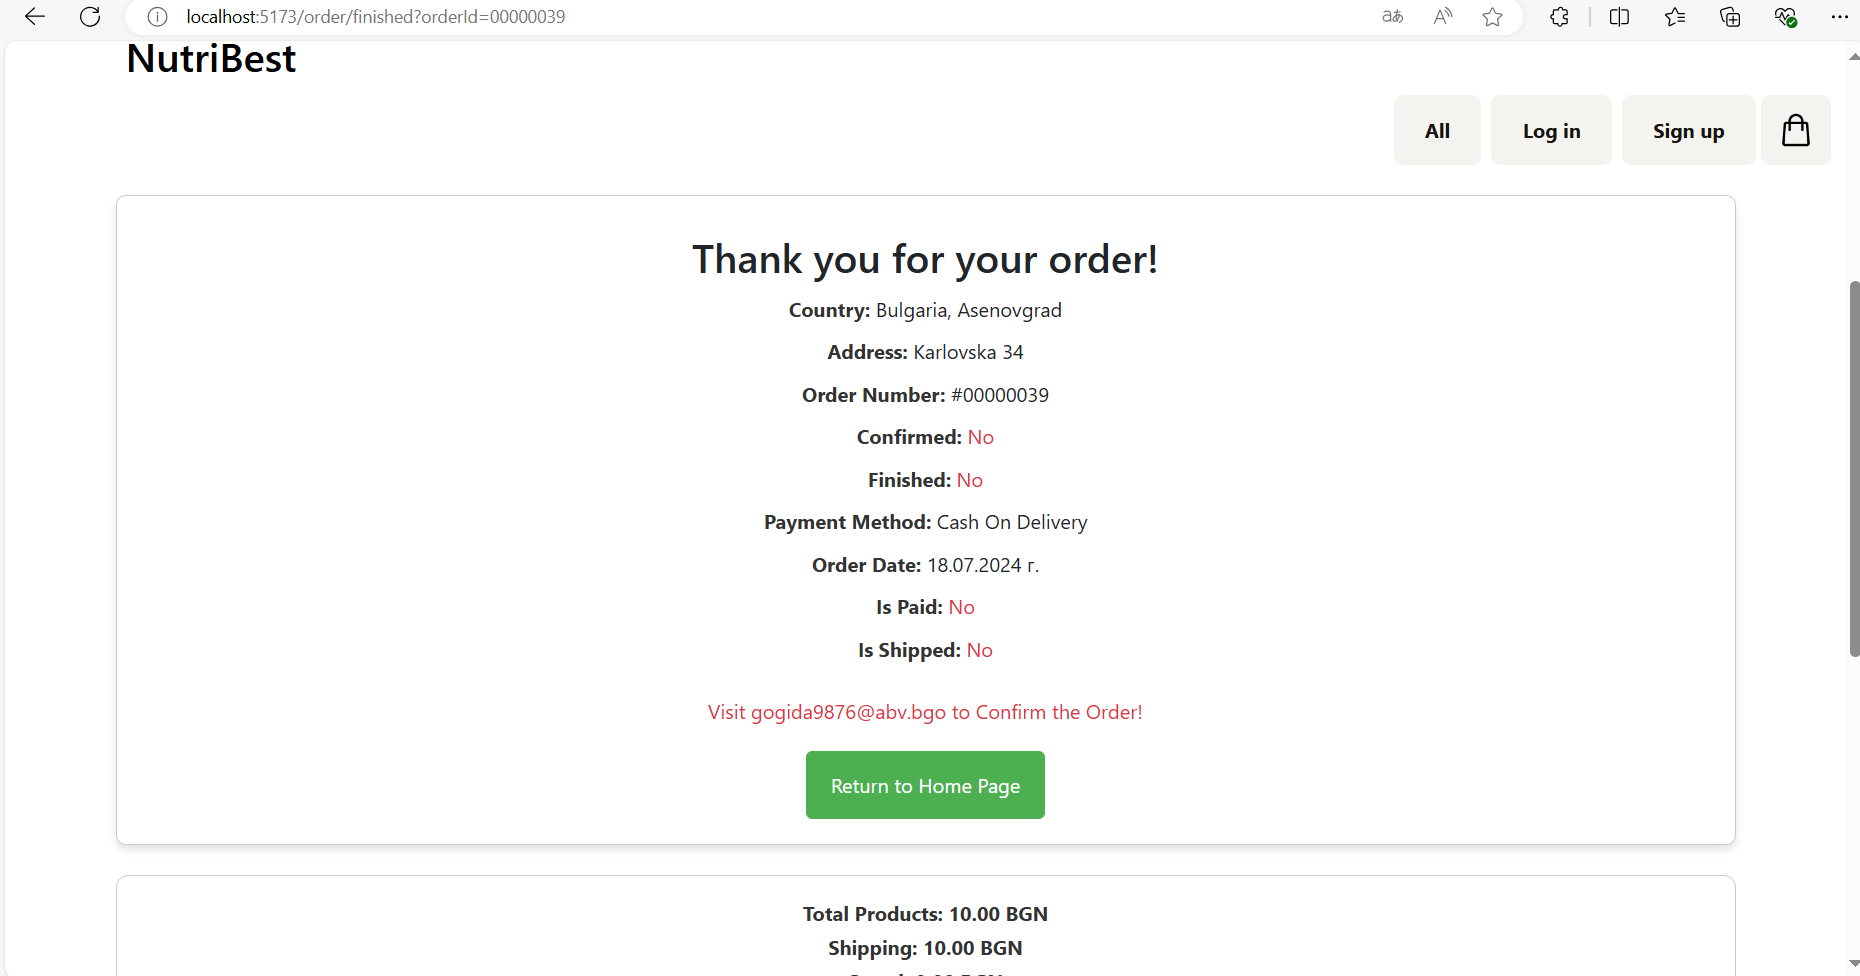 localhost:5173/order/finished?orderId=00000039
NutriBest
All
Log in
Sign up
Thank you for your order!
Country: Bulgaria, Asenovgrad
Address: Karlovska 34
Order Number: #00000039
Confirmed: No
Finished: No
Payment Method: Cash On Delivery
Order Date: 18.07.2024 г.
Is Paid: No
Is Shipped: No
Visit gogida9876@abv.bgo to Confirm the Order!
Return to Home Page
Total Products: 10.00 BGN
Shipping: 10.00 BGN